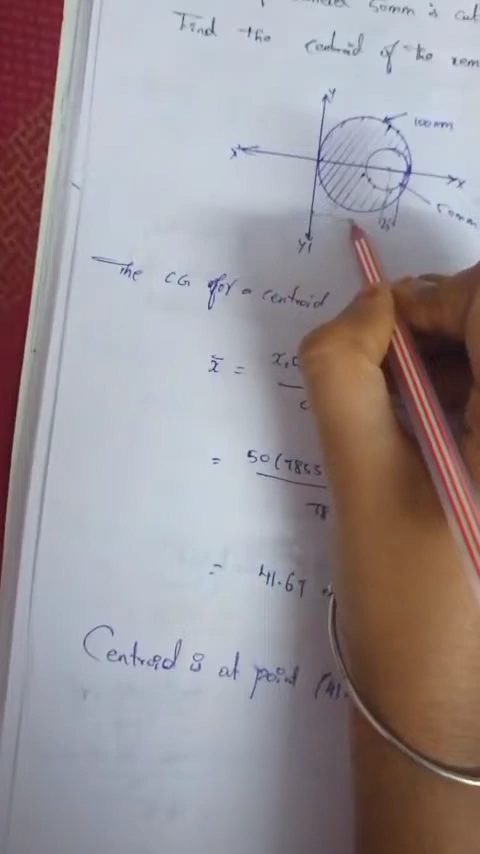 50mm is cut
Find the centroid of the rem
Y
100mm
X
50mm
25
Y1
The CG for a centroid
x̄ =
= 50(7855
= 41.67
Centroid is at point (41.